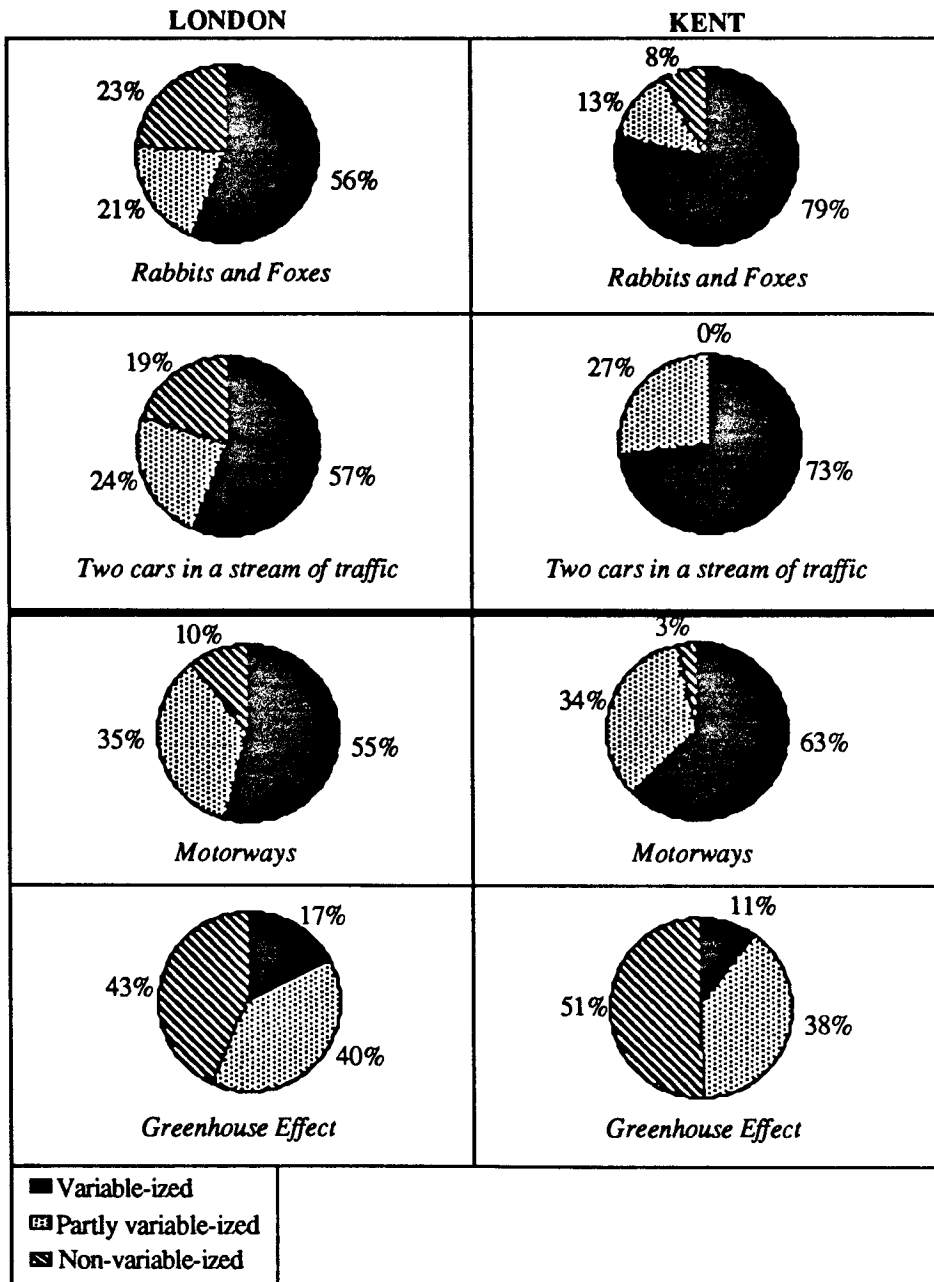 LONDON KENT
23% 56% 21%
Rabbits and Foxes
8% 13% 79%
Rabbits and Foxes
19% 57% 24%
Two cars in a stream of traffic
0% 27% 73%
Two cars in a stream of traffic
10% 35% 55%
Motorways
3% 34% 63%
Motorways
17% 43% 40%
Greenhouse Effect
11% 51% 38%
Greenhouse Effect
Variable-ized
Partly variable-ized
Non-variable-ized